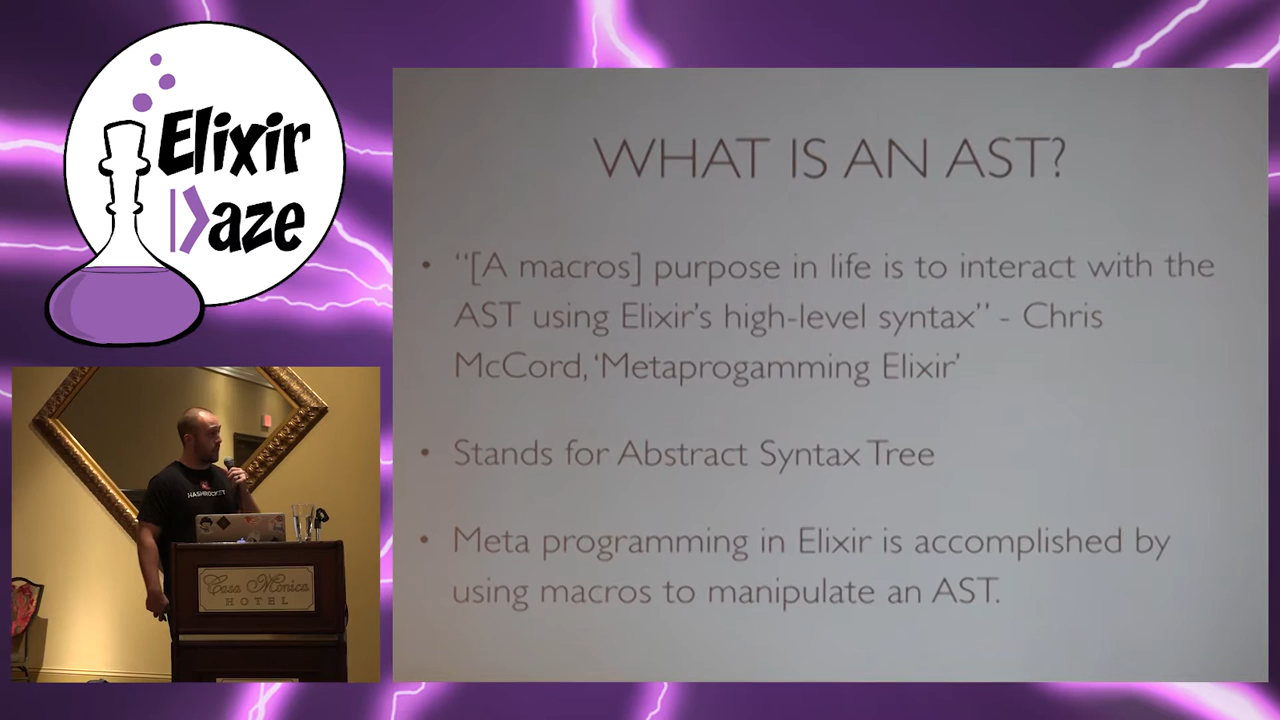 Elixir
Daze
WHAT IS AN AST?
• "[A macros] purpose in life is to interact with the
AST using Elixir's high-level syntax" - Chris
McCord, 'Metaprogamming Elixir'
• Stands for Abstract Syntax Tree
• Meta programming in Elixir is accomplished by
using macros to manipulate an AST.
HASHROCKET
Casa Monica
HOTEL